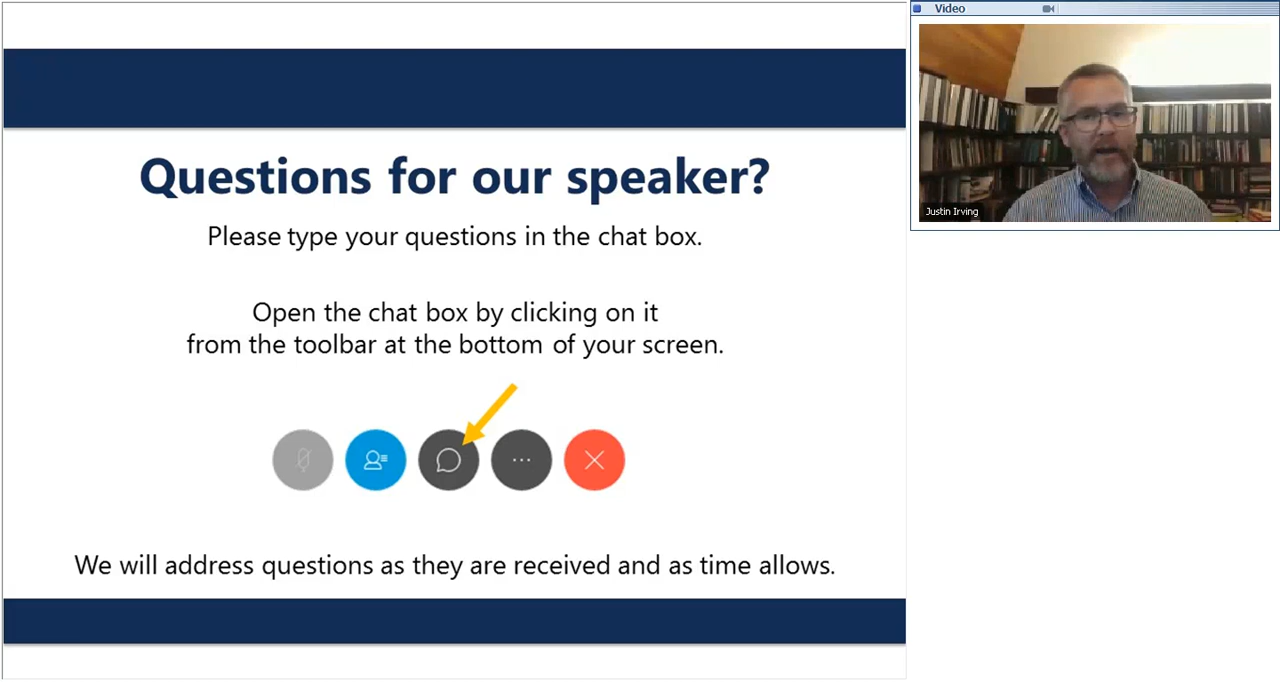 Video
Questions for our speaker?
Please type your questions in the chat box.
Open the chat box by clicking on it
from the toolbar at the bottom of your screen.
We will address questions as they are received and as time allows.
Justin Irving